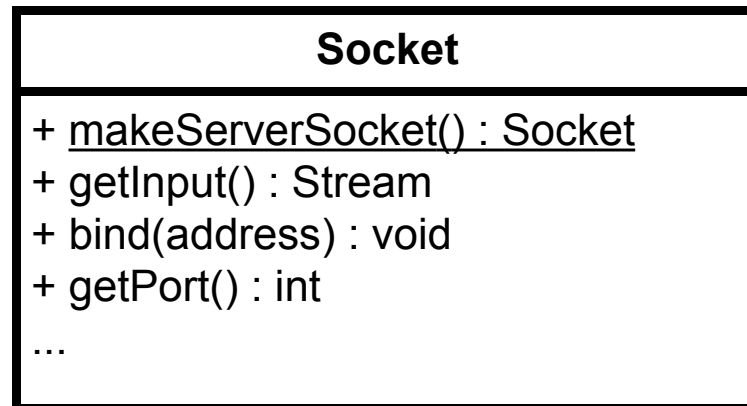 Socket
+ makeServerSocket() : Socket
+ getInput() : Stream
+ bind(address) : void
+ getPort() : int
...